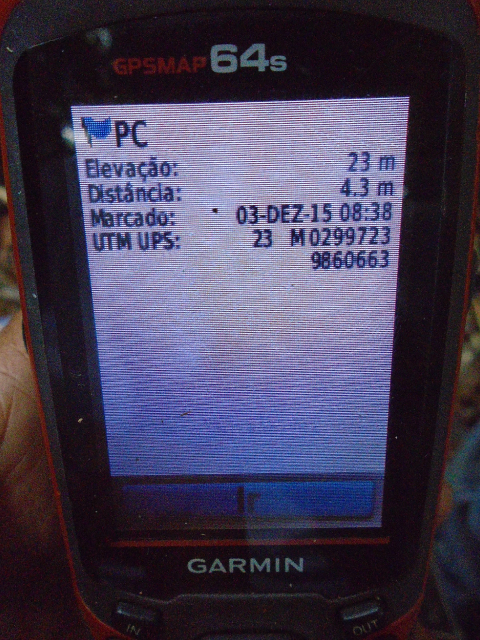 GPSMAP 64s
PC
Elevação: 23 m
Distância: 4.3 m
Marcado: 03-DEZ-15 08:38
UTM UPS: 23 M 0299723
9860663
Ir
GARMIN
IN OUT